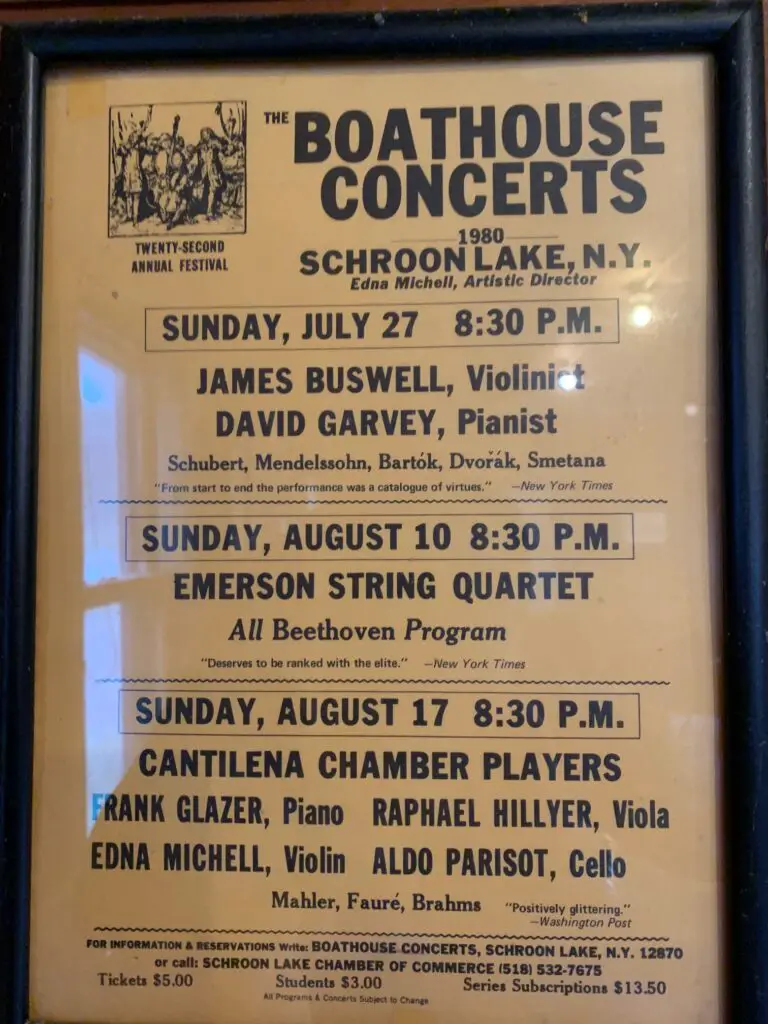 THE BOATHOUSE
CONCERTS
TWENTY-SECOND
ANNUAL FESTIVAL
1980
SCHROON LAKE, N.Y.
Edna Michell, Artistic Director
SUNDAY, JULY 27 8:30 P.M.
JAMES BUSWELL, Violinist
DAVID GARVEY, Pianist
Schubert, Mendelssohn, Bartók, Dvořák, Smetana
"From start to end the performance was a catalogue of virtues." —New York Times
SUNDAY, AUGUST 10 8:30 P.M.
EMERSON STRING QUARTET
All Beethoven Program
"Deserves to be ranked with the elite." —New York Times
SUNDAY, AUGUST 17 8:30 P.M.
CANTILENA CHAMBER PLAYERS
FRANK GLAZER, Piano RAPHAEL HILLYER, Viola
EDNA MICHELL, Violin ALDO PARISOT, Cello
Mahler, Fauré, Brahms "Positively glittering."
—Washington Post
FOR INFORMATION & RESERVATIONS Write: BOATHOUSE CONCERTS, SCHROON LAKE, N.Y. 12870
or call: SCHROON LAKE CHAMBER OF COMMERCE (518) 532-7675
Tickets $5.00 Students $3.00 Series Subscriptions $13.50
All Programs & Concerts Subject to Change